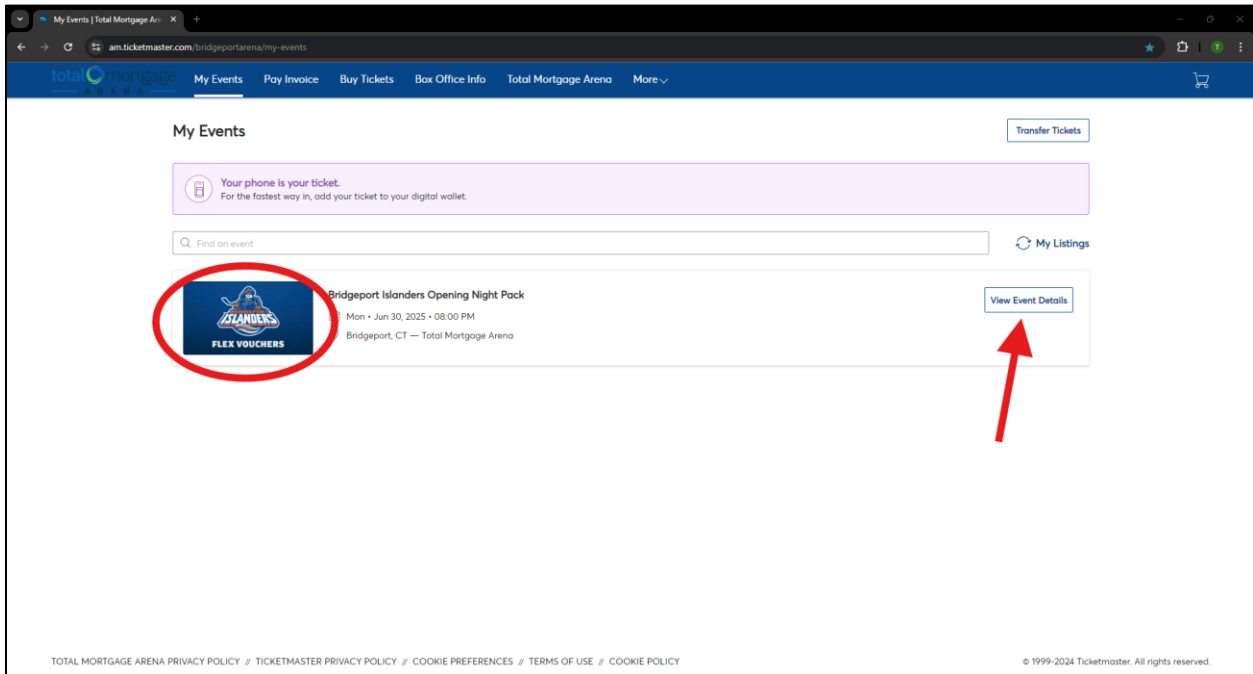 My Events | Total Mortgage Are
am.ticketmaster.com/bridgeportarena/my-events
total mortgage
ARENA
My Events Pay Invoice Buy Tickets Box Office Info Total Mortgage Arena More
My Events
Transfer Tickets
Your phone is your ticket.
For the fastest way in, add your ticket to your digital wallet.
Find an event
My Listings
BRIDGEPORT
ISLANDERS
FLEX VOUCHERS
Bridgeport Islanders Opening Night Pack
Mon • Jun 30, 2025 • 08:00 PM
Bridgeport, CT — Total Mortgage Arena
View Event Details
TOTAL MORTGAGE ARENA PRIVACY POLICY // TICKETMASTER PRIVACY POLICY // COOKIE PREFERENCES // TERMS OF USE // COOKIE POLICY
© 1999-2024 Ticketmaster. All rights reserved.